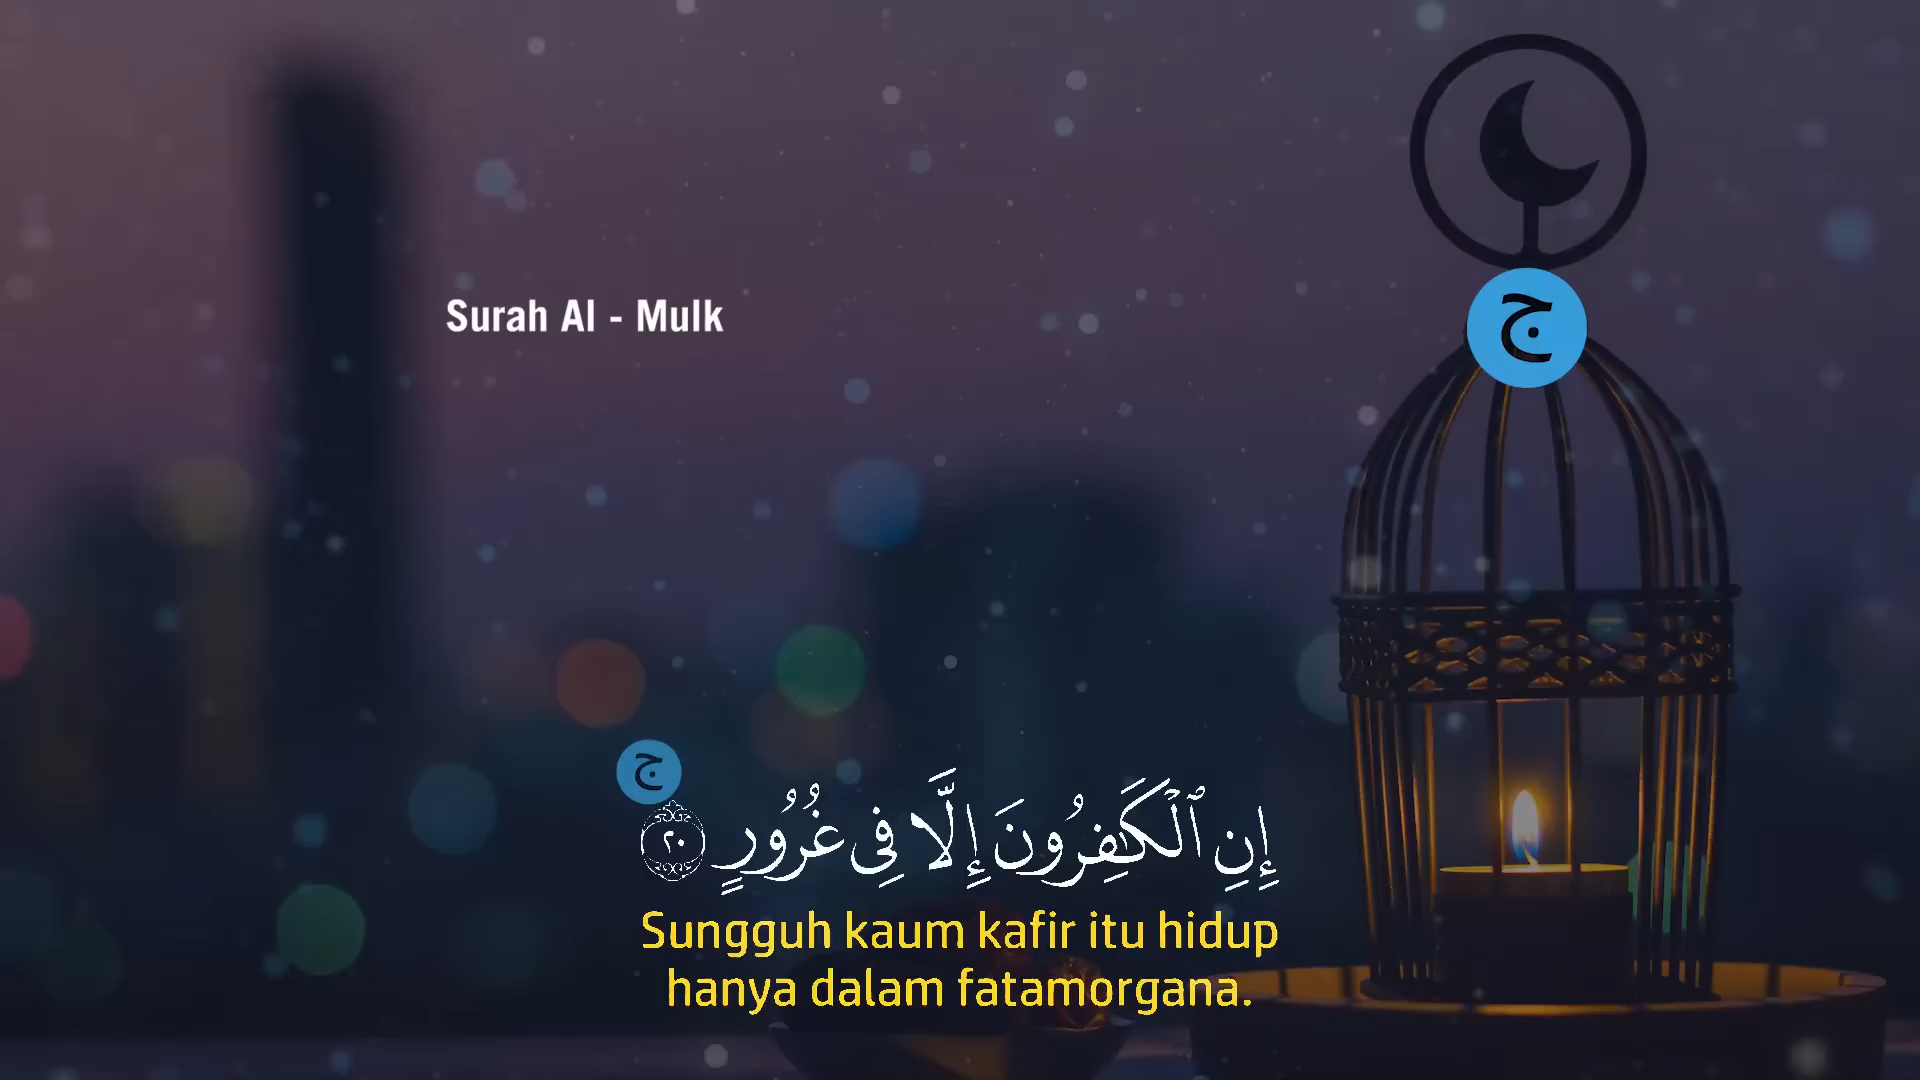 Surah Al - Mulk
ج
ج
إِنِ ٱلْكَٰفِرُونَ إِلَّا فِى غُرُورٍ ٢٠
Sungguh kaum kafir itu hidup
hanya dalam fatamorgana.